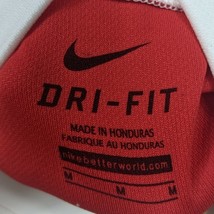 DRI-FIT
MADE IN HONDURAS
FABRIQUE AU HONDURAS
nikebetterworld.com
M M M